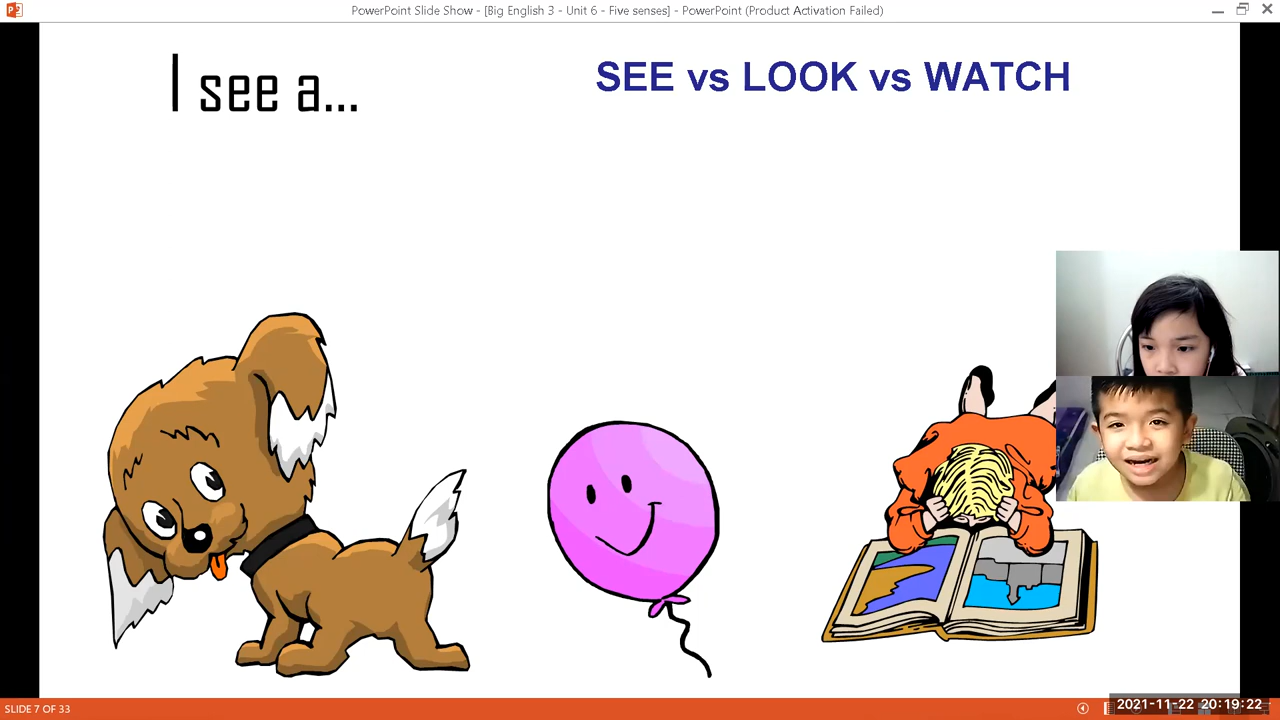 PowerPoint Slide Show - [Big English 3 - Unit 6 - Five senses] - PowerPoint (Product Activation Failed)
I see a...
SEE vs LOOK vs WATCH
SLIDE 7 OF 33
2021-11-22 20:19:22